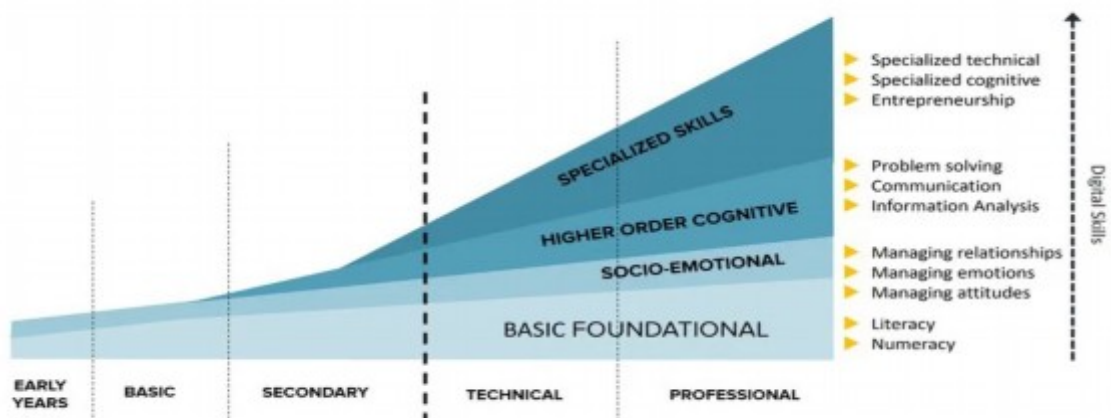 Specialized technical
Specialized cognitive
Entrepreneurship
SPECIALIZED SKILLS
Problem solving
Communication
Information Analysis
HIGHER ORDER COGNITIVE
Digital Skills
Managing relationships
Managing emotions
Managing attitudes
SOCIO-EMOTIONAL
Literacy
Numeracy
BASIC FOUNDATIONAL
EARLY
YEARS
BASIC
SECONDARY
TECHNICAL
PROFESSIONAL